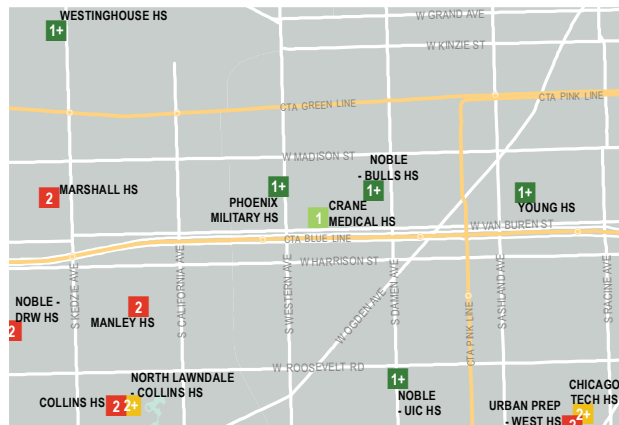 WESTINGHOUSE HS
1+
W GRAND AVE
W KINZIE ST
CTA GREEN LINE
CTA PINK LINE
W MADISON ST
2
MARSHALL HS
PHOENIX
MILITARY HS
1+
NOBLE
- BULLS HS
1+
1
CRANE
MEDICAL HS
1+
YOUNG HS
W VAN BUREN ST
CTA BLUE LINE
W HARRISON ST
S KEDZIE AVE
S CALIFORNIA AVE
S WESTERN AVE
W OGDEN AVE
S DAMEN AVE
CTA PINK LINE
S ASHLAND AVE
S RACINE AVE
NOBLE -
DRW HS
2
2
MANLEY HS
W ROOSEVELT RD
NORTH LAWNDALE
- COLLINS HS
COLLINS HS
2
2+
1+
NOBLE
- UIC HS
CHICAGO
TECH HS
2+
URBAN PREP
- WEST HS
2